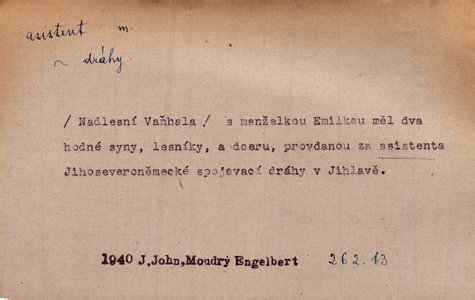 asistent m.
~ dráhy.
/ Nadlesní Vaňhala / s manželkou Emilkou měl dva
hodné syny, lesníky, a dceru, provdanou za asistenta
Jihoseveroněmecké spojovací dráhy v Jihlavě.
1940 J.John,Moudrý Engelbert 262.13